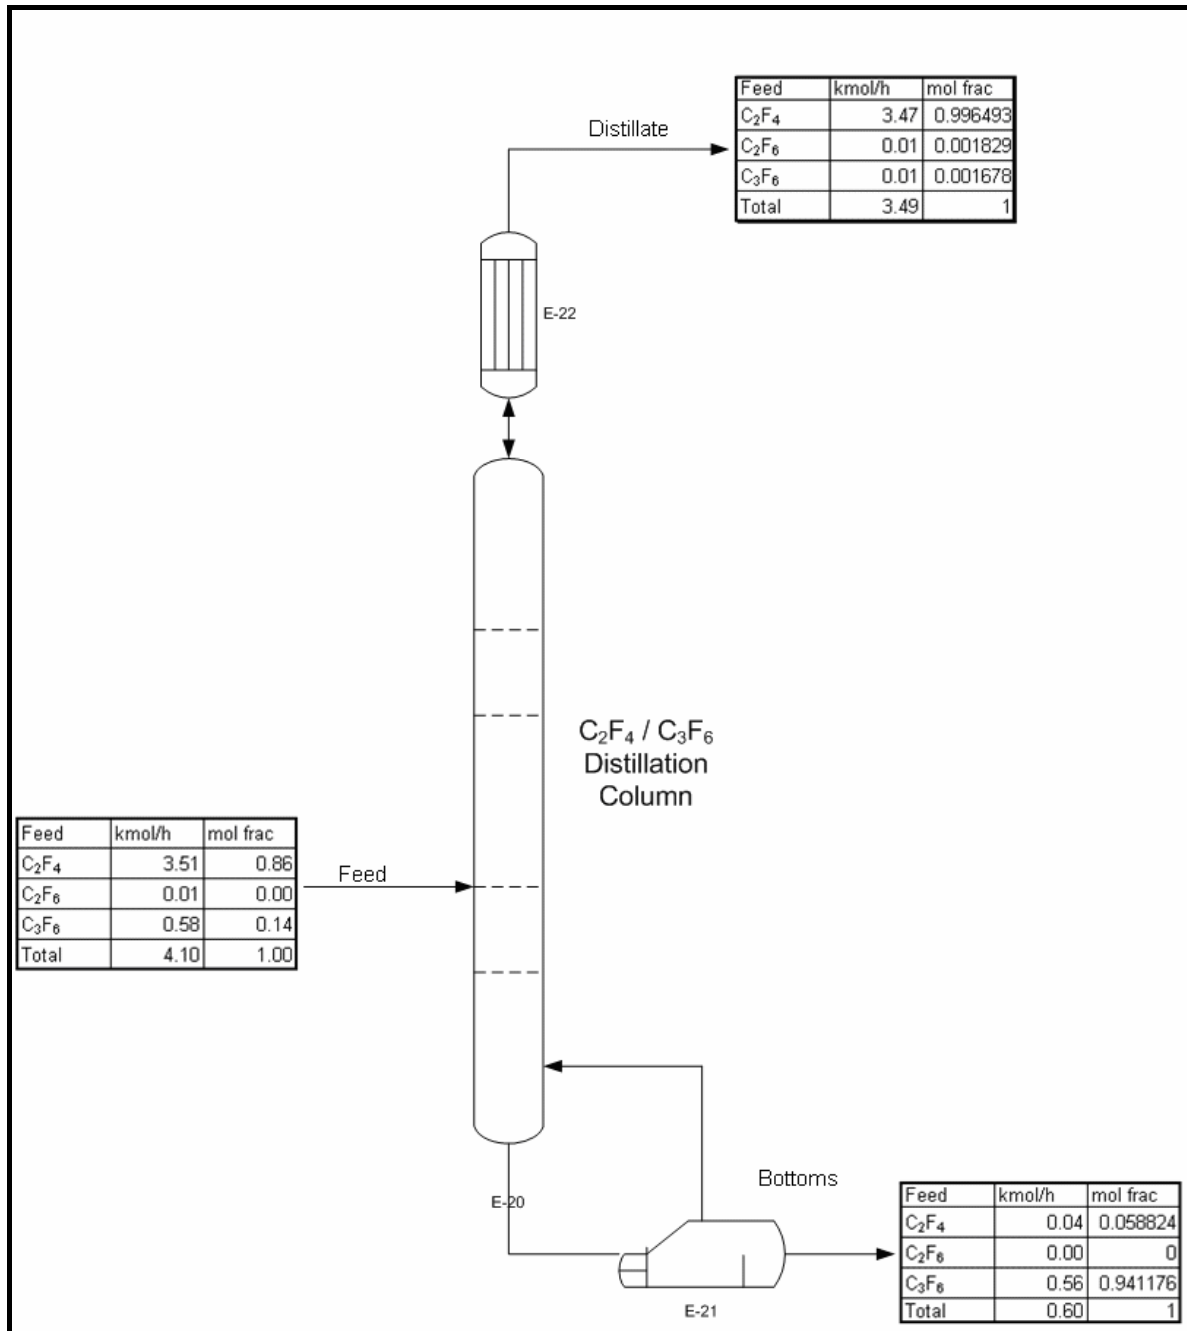 Feed kmol/h mol frac
C₂F₄ 3.47 0.996493
C₂F₆ 0.01 0.001829
C₃F₆ 0.01 0.001678
Total 3.49 1
Distillate
E-22
C₂F₄ / C₃F₆
Distillation
Column
Feed kmol/h mol frac
C₂F₄ 3.51 0.86
C₂F₆ 0.01 0.00
C₃F₆ 0.58 0.14
Total 4.10 1.00
Feed
Bottoms
E-20
Feed kmol/h mol frac
C₂F₄ 0.04 0.058824
C₂F₆ 0.00 0
C₃F₆ 0.56 0.941176
Total 0.60 1
E-21